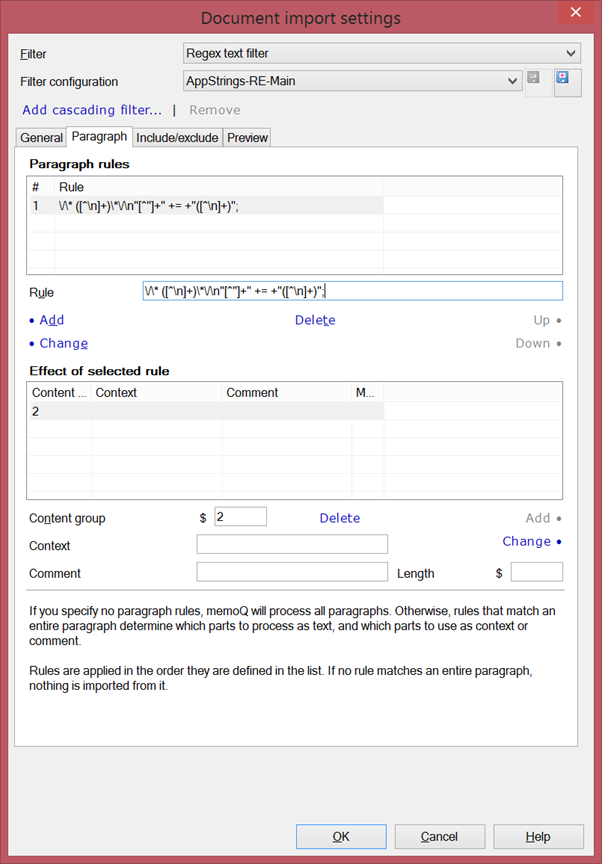 Document import settings
Filter
Regex text filter
Filter configuration
AppStrings-RE-Main
Add cascading filter... | Remove
General Paragraph Include/exclude Preview
Paragraph rules
# Rule
1 \/\* ([^\n]+)\*\/\n"[^"]+" += +"([^\n]+)";
Rule \/\* ([^\n]+)\*\/\n"[^"]+" += +"([^\n]+)";
• Add Delete Up •
• Change Down •
Effect of selected rule
Content ... Context Comment M...
2
Content group $ 2 Delete Add •
Context Change •
Comment Length $
If you specify no paragraph rules, memoQ will process all paragraphs. Otherwise, rules that match an
entire paragraph determine which parts to process as text, and which parts to use as context or
comment.
Rules are applied in the order they are defined in the list. If no rule matches an entire paragraph,
nothing is imported from it.
OK Cancel Help